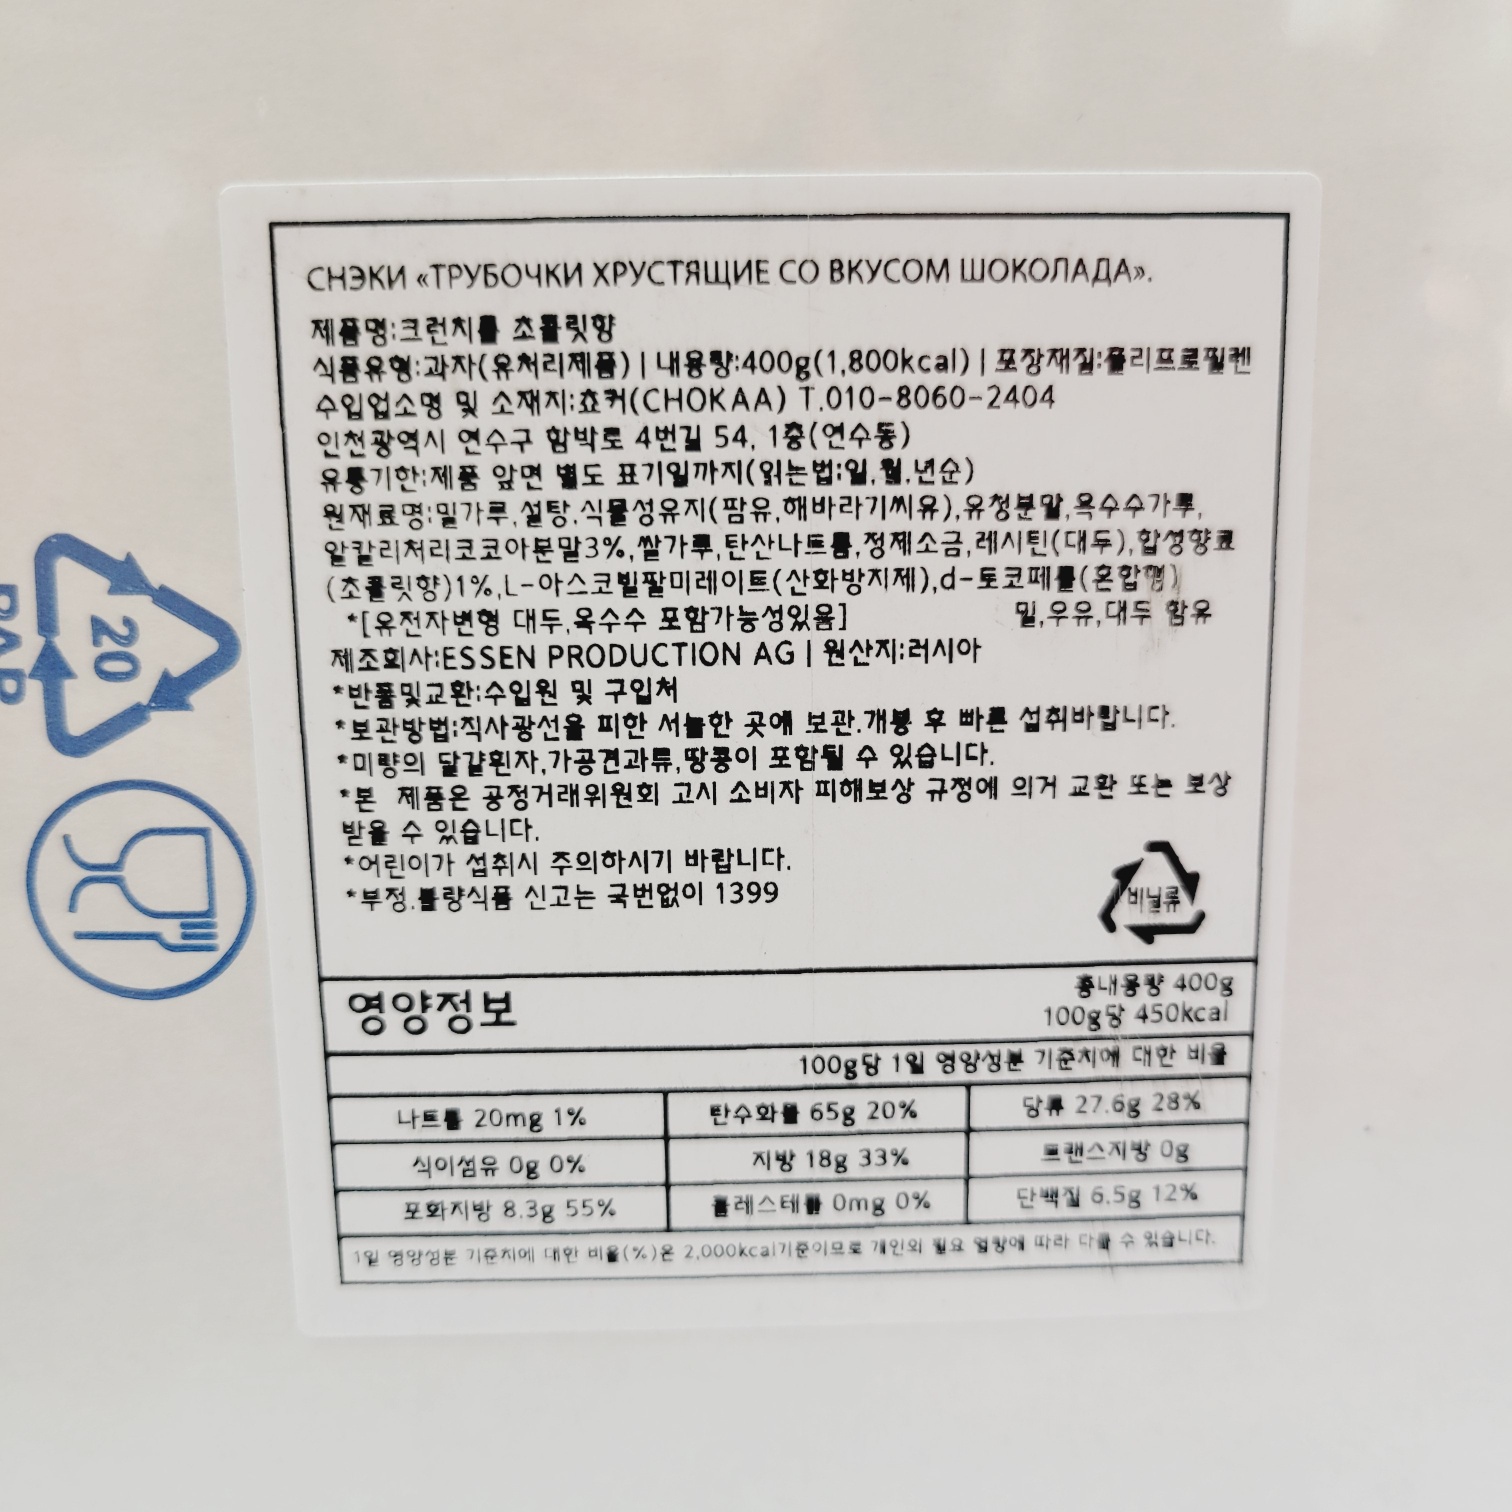 СНЭКИ «ТРУБОЧКИ ХРУСТЯЩИЕ СО ВКУСОМ ШОКОЛАДА».
제품명:크런치롤 초콜릿향
식품유형:과자(유처리제품) | 내용량:400g(1,800kcal) | 포장재질:폴리프로필렌
수입업소명 및 소재지:쵸커(CHOKAA) T.010-8060-2404
인천광역시 연수구 함박로 4번길 54, 1층(연수동)
유통기한:제품 앞면 별도 표기일까지(읽는법:일,월,년순)
원재료명:밀가루,설탕,식물성유지(팜유,해바라기씨유),유청분말,옥수수가루,
알칼리처리코코아분말3%,쌀가루,탄산나트륨,정제소금,레시틴(대두),합성향료
(초콜릿향)1%,L-아스코빌팔미레이트(산화방지제),d-토코페롤(혼합형)
*[유전자변형 대두,옥수수 포함가능성있음] 밀,우유,대두 함유
제조회사:ESSEN PRODUCTION AG | 원산지:러시아
*반품및교환:수입원 및 구입처
*보관방법:직사광선을 피한 서늘한 곳에 보관.개봉 후 빠른 섭취바랍니다.
*미량의 달걀흰자,가공견과류,땅콩이 포함될 수 있습니다.
*본 제품은 공정거래위원회 고시 소비자 피해보상 규정에 의거 교환 또는 보상
받을 수 있습니다.
*어린이가 섭취시 주의하시기 바랍니다.
*부정.불량식품 신고는 국번없이 1399
비닐류
영양정보
총내용량 400g
100g당 450kcal
100g당 1일 영양성분 기준치에 대한 비율
나트륨 20mg 1% 탄수화물 65g 20% 당류 27.6g 28%
식이섬유 0g 0% 지방 18g 33% 트랜스지방 0g
포화지방 8.3g 55% 콜레스테롤 0mg 0% 단백질 6.5g 12%
1일 영양성분 기준치에 대한 비율(%)은 2,000kcal기준이므로 개인의 필요 열량에 따라 다를 수 있습니다.
20
PAP